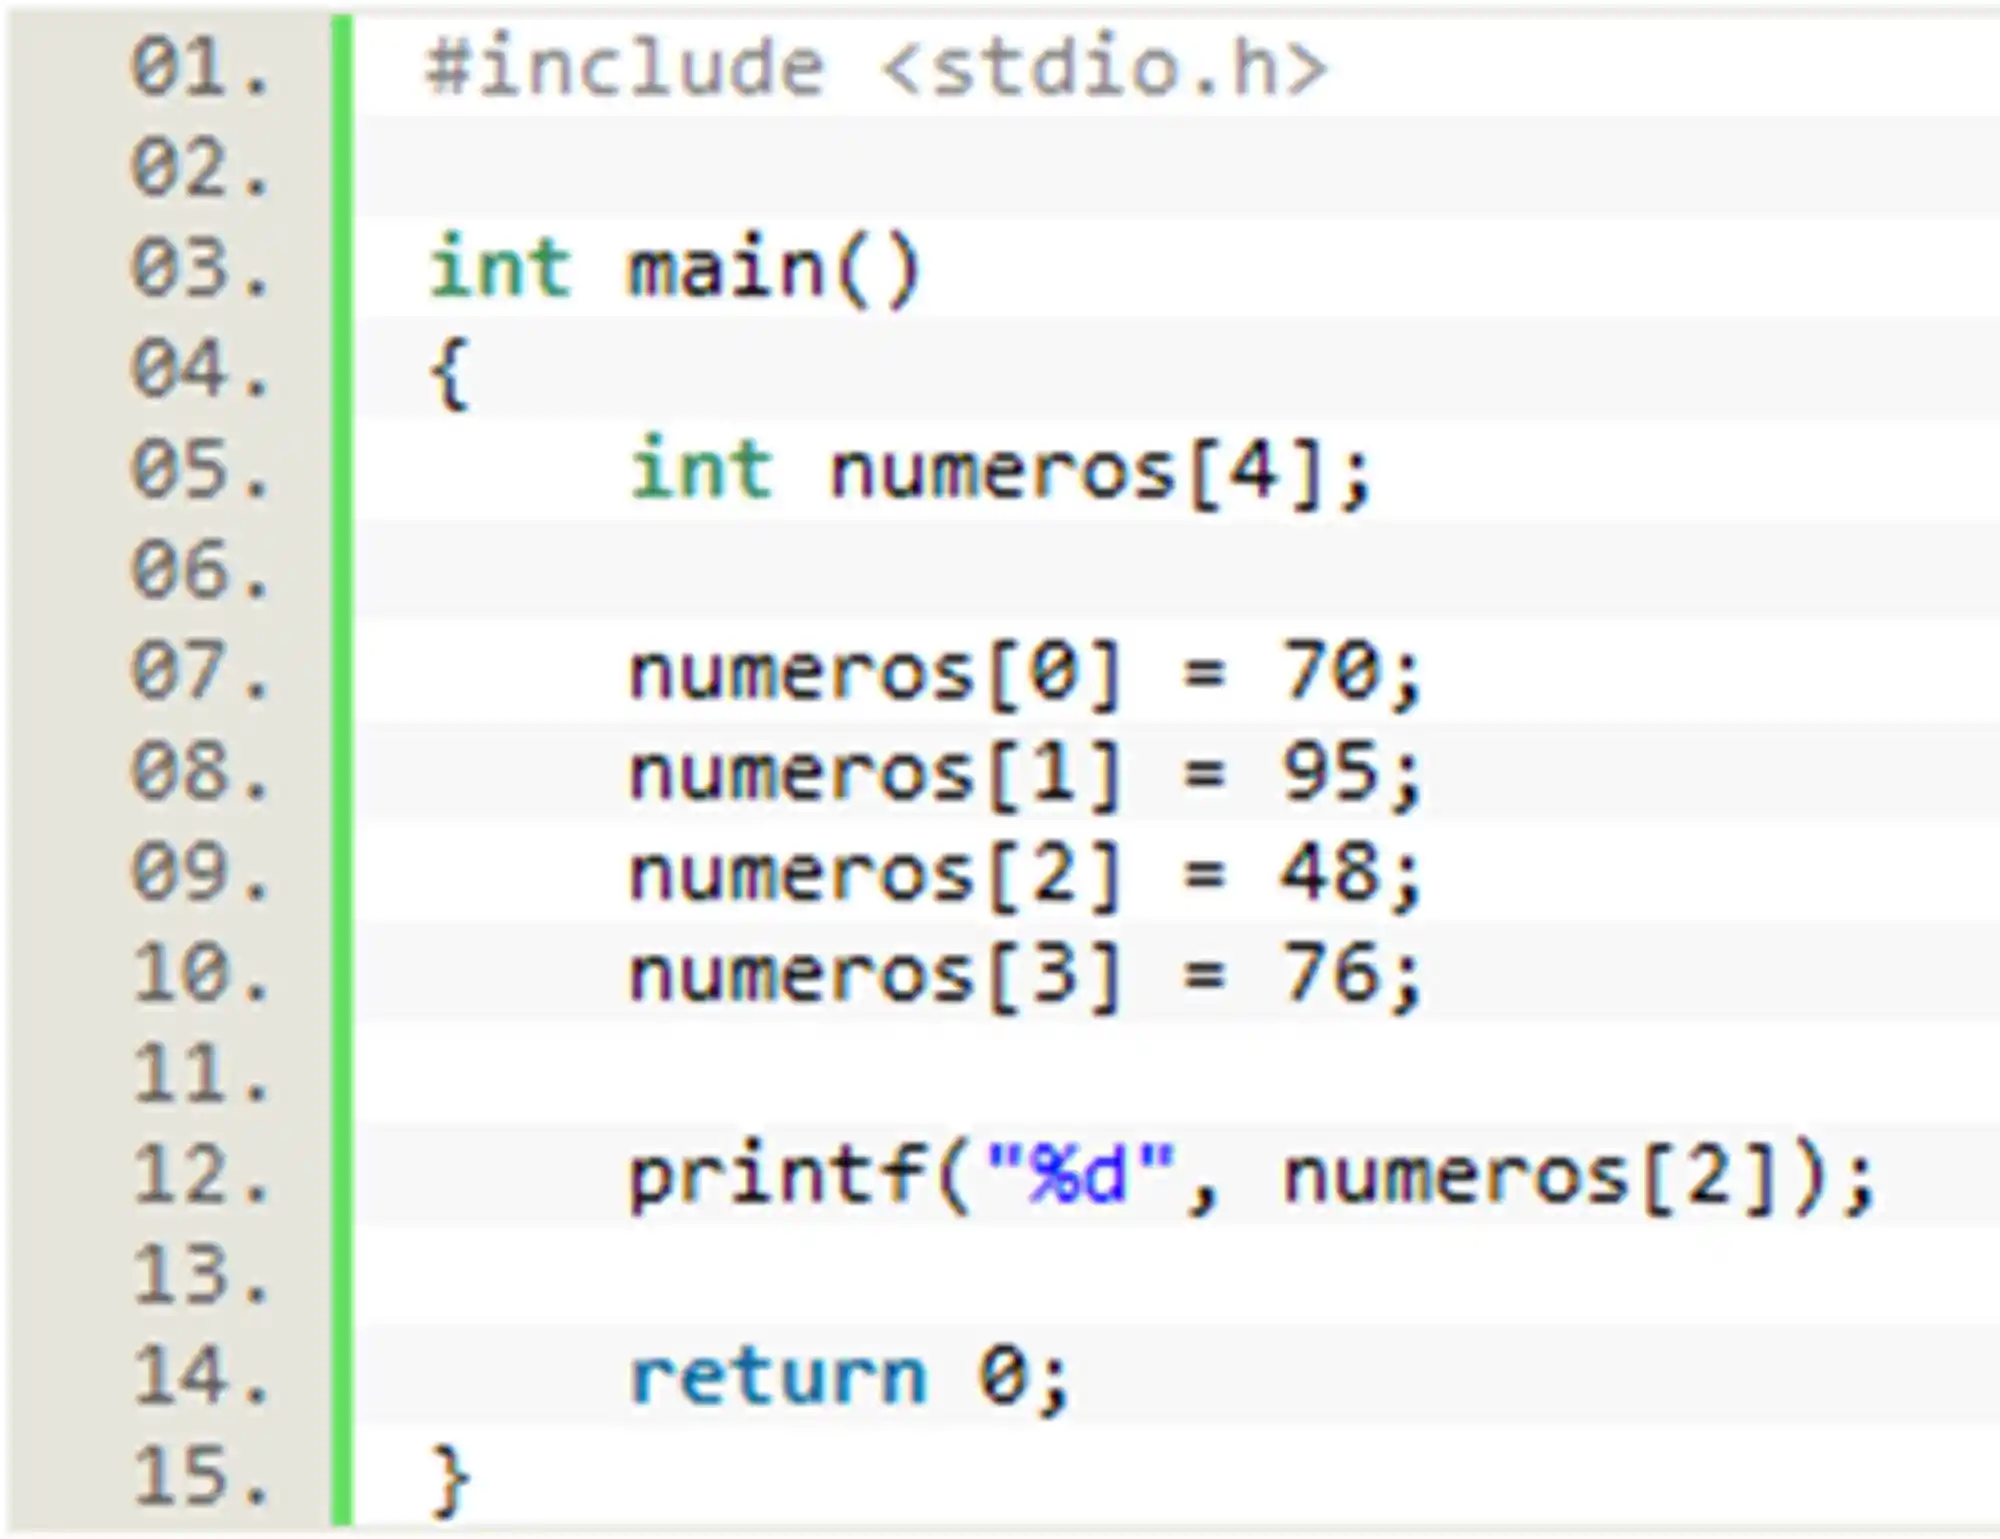 01. #include <stdio.h>
02.
03. int main()
04. {
05.     int numeros[4];
06.
07.     numeros[0] = 70;
08.     numeros[1] = 95;
09.     numeros[2] = 48;
10.     numeros[3] = 76;
11.
12.     printf("%d", numeros[2]);
13.
14.     return 0;
15. }